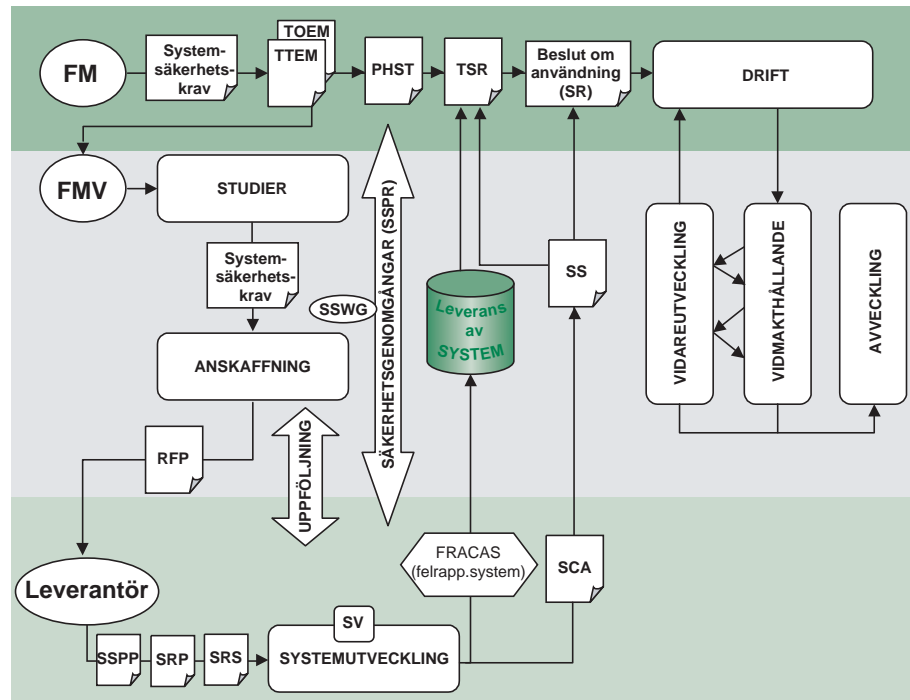 FM
System-
säkerhets-
krav
TOEM
TTEM
PHST
TSR
Beslut om
användning
(SR)
DRIFT
FMV
STUDIER
System-
säkerhets-
krav
SSWG
SÄKERHETSGENOMGÅNGAR (SSPR)
SS
Leverans
av
SYSTEM
VIDAREUTVECKLING
VIDMAKTHÅLLANDE
AVVECKLING
ANSKAFFNING
RFP
UPPFÖLJNING
FRACAS
(felrapp.system)
SCA
Leverantör
SSPP
SRP
SRS
SV
SYSTEMUTVECKLING